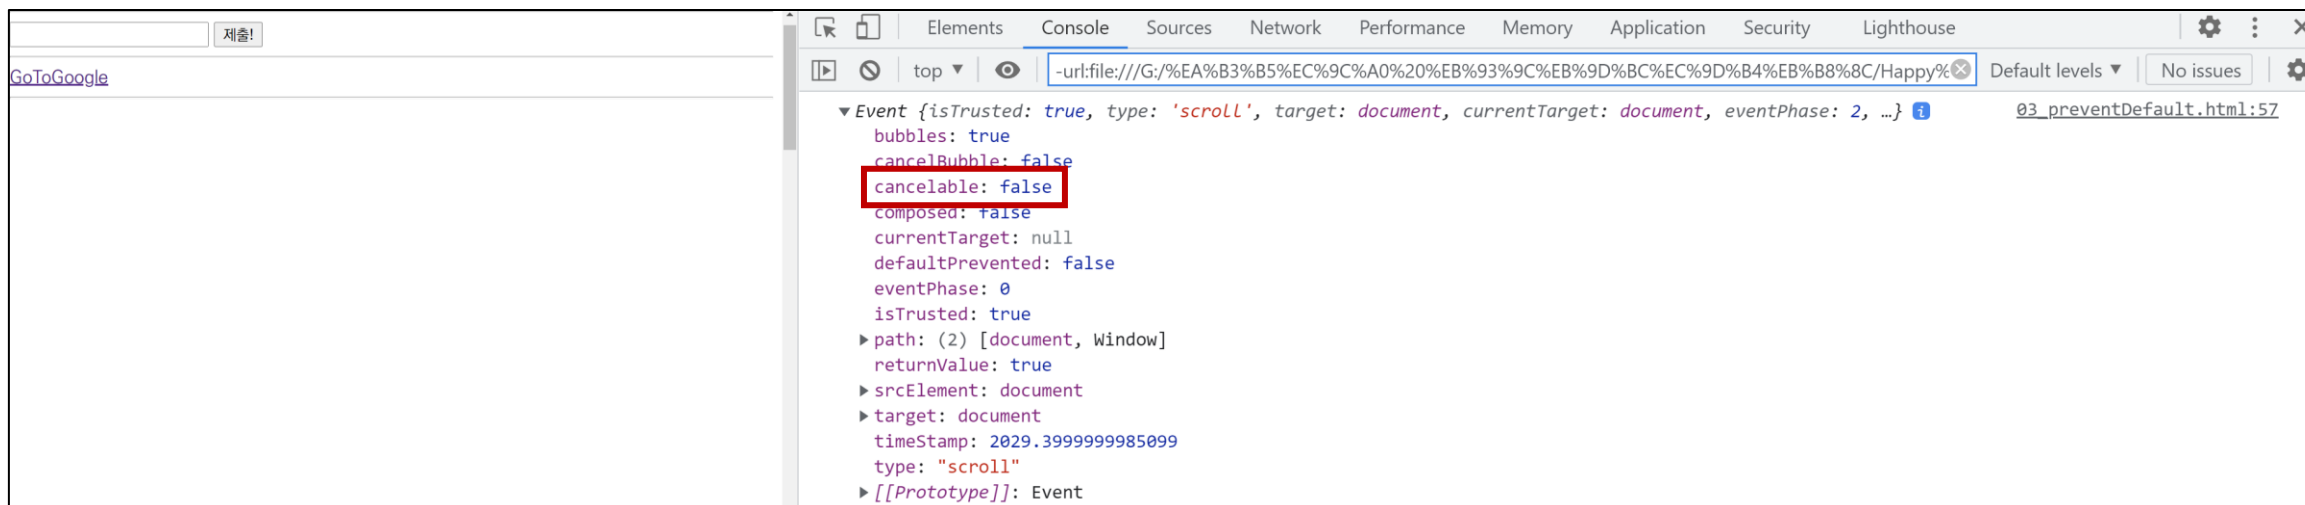 제출!
GoToGoogle
Elements Console Sources Network Performance Memory Application Security Lighthouse
top ▼ -url:file:///G:/%EA%B3%B5%EC%9C%A0%20%EB%93%9C%EB%9D%BC%EC%9D%B4%EB%B8%8C/Happy% Default levels ▼ No issues
▼Event {isTrusted: true, type: 'scroll', target: document, currentTarget: document, eventPhase: 2, …} i 03_preventDefault.html:57
bubbles: true
cancelBubble: false
cancelable: false
composed: false
currentTarget: null
defaultPrevented: false
eventPhase: 0
isTrusted: true
▶path: (2) [document, Window]
returnValue: true
▶srcElement: document
▶target: document
timeStamp: 2029.3999999985099
type: "scroll"
▶[[Prototype]]: Event